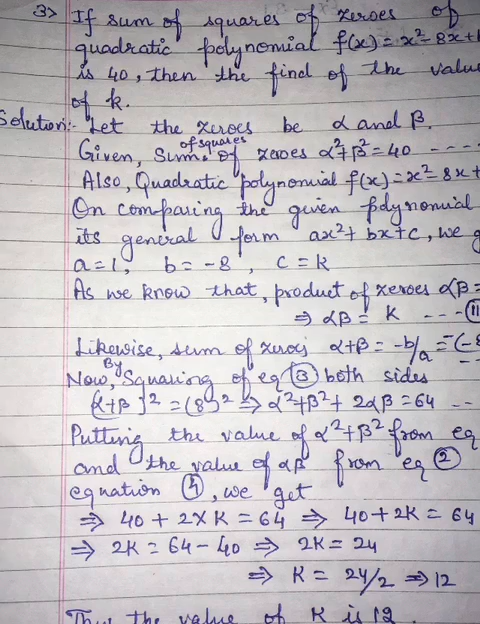 3> If sum of squares of zeroes of
quadratic polynomial f(x) = x²- 8x+k
is 40, then the find of the value
of k.
Solution:- Let the zeroes be α and β.
Given, Sum of squares of zeroes α²+β² = 40 ----
Also, Quadratic polynomial f(x) = x²- 8x+
On comparing the given polynomial
its general form ax²+ bx+c, we g
a = 1, b = -8 , c = k
As we know that, product of zeroes αβ =
⇒ αβ = K --- (11
Likewise, sum of zeros α+β = -b/a = -(-8
Now, By Squaring of eq (3) both sides
(α+β)² = (8)² ⇒ α²+β²+ 2αβ = 64 --
Putting the value of α²+β² from eq
and the value of αβ from eq (2)
equation (4), we get
⇒ 40 + 2×K = 64 ⇒ 40+2K = 64
⇒ 2K = 64-40 ⇒ 2K = 24
⇒ K = 24/2 ⇒ 12
Thus the value of K is 12.